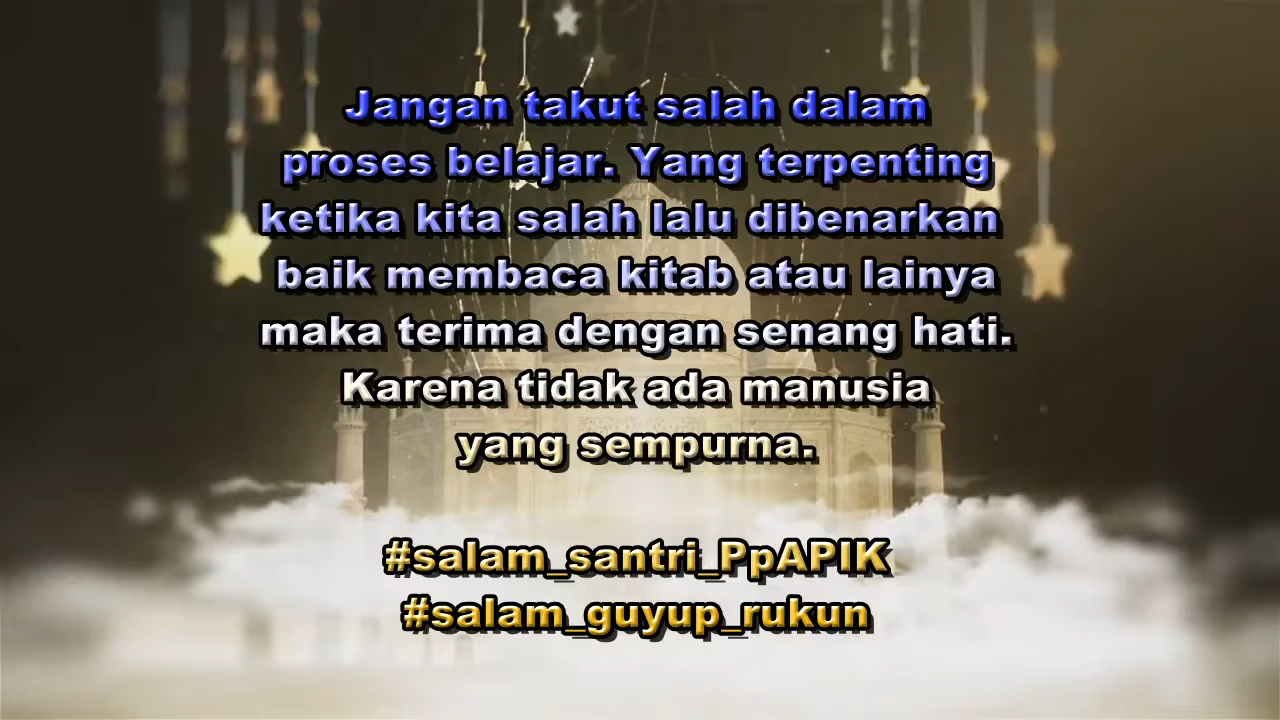 Jangan takut salah dalam
proses belajar. Yang terpenting
ketika kita salah lalu dibenarkan
baik membaca kitab atau lainya
maka terima dengan senang hati.
Karena tidak ada manusia
yang sempurna.
#salam_santri_PpAPIK
#salam_guyup_rukun